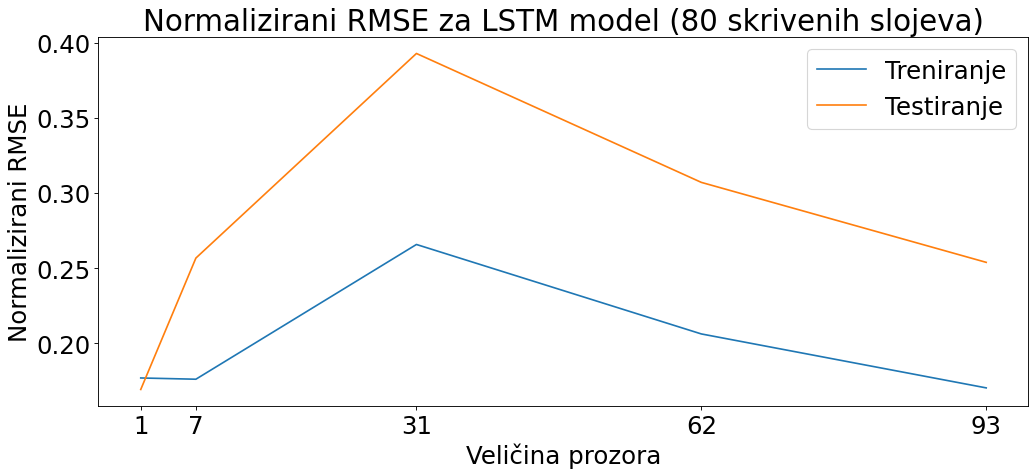 Normalizirani RMSE za LSTM model (80 skrivenih slojeva)
0.40
0.35
0.30
0.25
0.20
Normalizirani RMSE
Treniranje
Testiranje
1 7 31 62 93
Veličina prozora